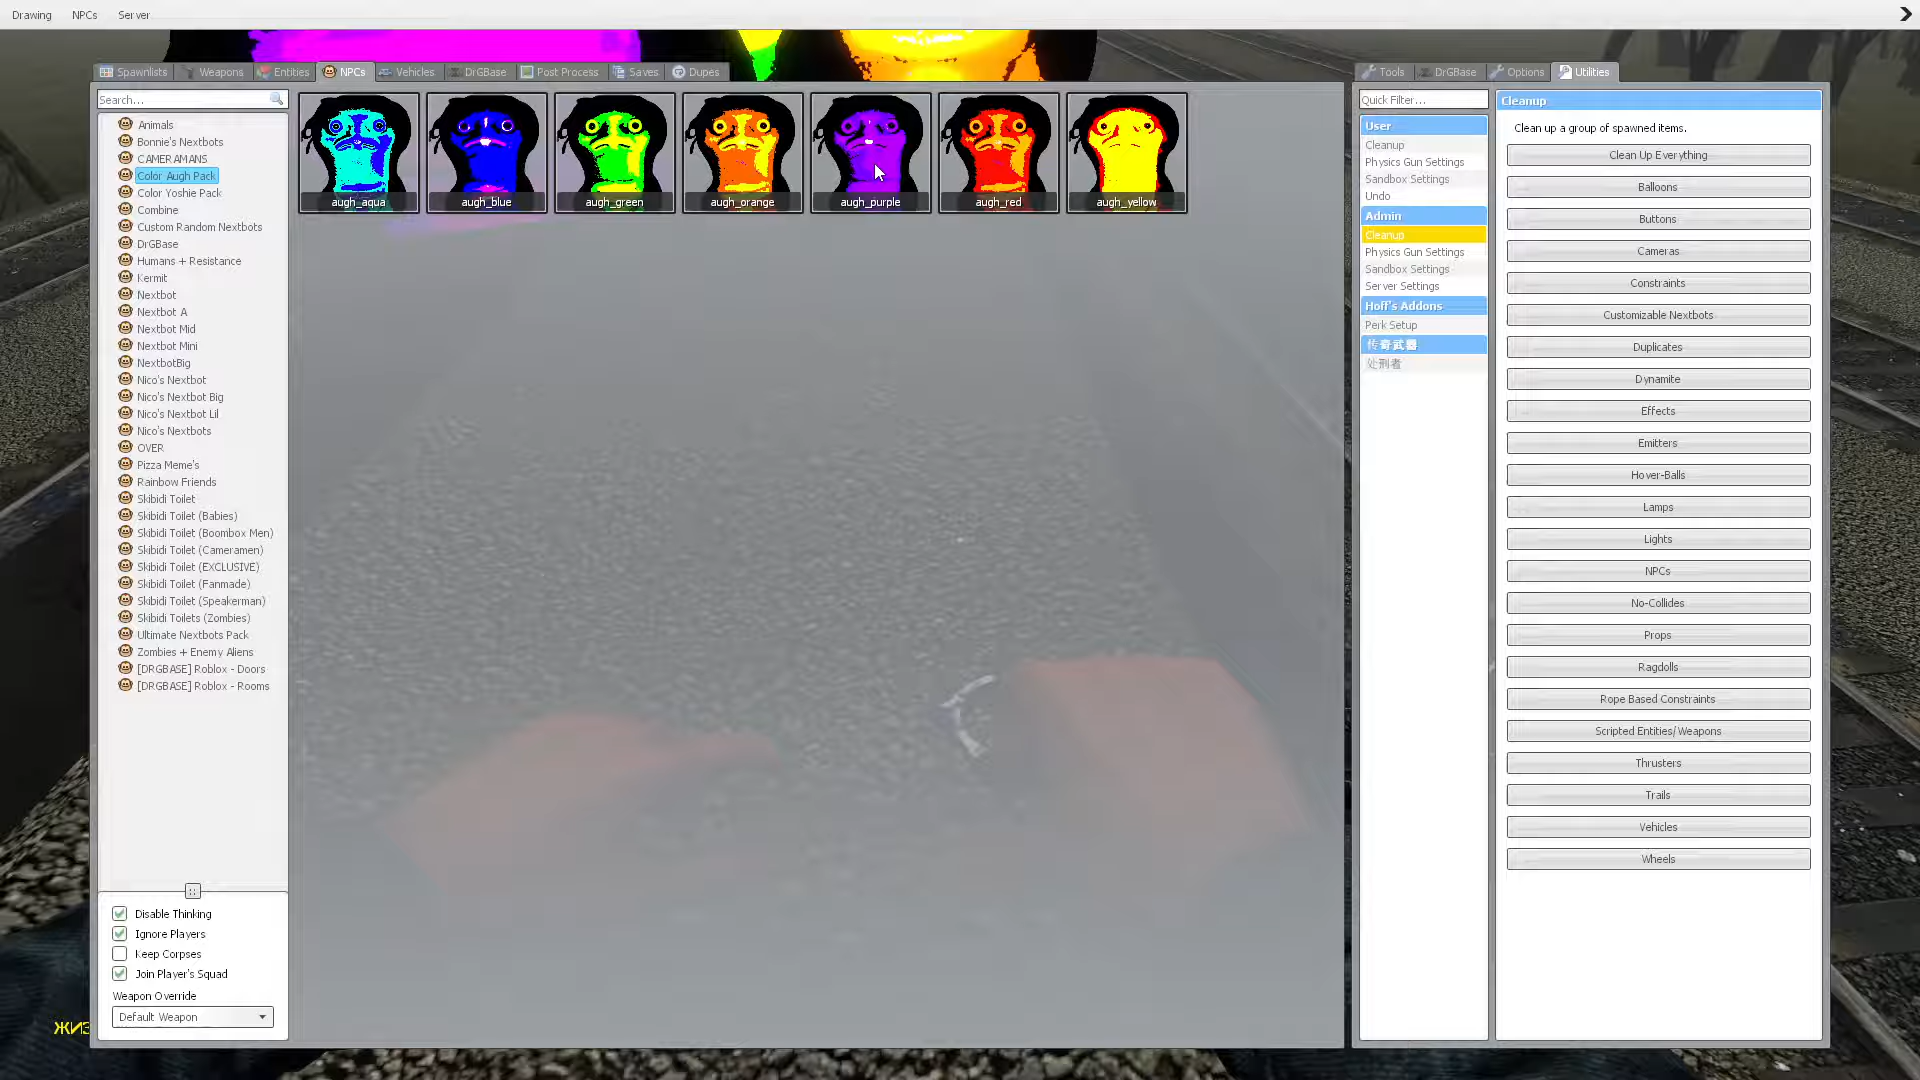 Drawing NPCs Server
Spawnlists Weapons Entities NPCs Vehicles DrGBase Post Process Saves Dupes
Search...
Animals
Bonnie's Nextbots
CAMERAMANS
Color Augh Pack
Color Yoshie Pack
Combine
Custom Random Nextbots
DrGBase
Humans + Resistance
Kermit
Nextbot
Nextbot A
Nextbot Mid
Nextbot Mini
NextbotBig
Nico's Nextbot
Nico's Nextbot Big
Nico's Nextbot Lil
Nico's Nextbots
OVER
Pizza Meme's
Rainbow Friends
Skibidi Toilet
Skibidi Toilet (Babies)
Skibidi Toilet (Boombox Men)
Skibidi Toilet (Cameramen)
Skibidi Toilet (EXCLUSIVE)
Skibidi Toilet (Fanmade)
Skibidi Toilet (Speakerman)
Skibidi Toilets (Zombies)
Ultimate Nextbots Pack
Zombies + Enemy Aliens
[DRGBASE] Roblox - Doors
[DRGBASE] Roblox - Rooms
Disable Thinking
Ignore Players
Keep Corpses
Join Player's Squad
Weapon Override
Default Weapon
ЖИЗ
augh_aqua augh_blue augh_green augh_orange augh_purple augh_red augh_yellow
Tools DrGBase Options Utilities
Quick Filter...
User
Cleanup
Physics Gun Settings
Sandbox Settings
Undo
Admin
Cleanup
Physics Gun Settings
Sandbox Settings
Server Settings
Hoff's Addons
Perk Setup
传奇武器
处刑者
Cleanup
Clean up a group of spawned items.
Clean Up Everything
Balloons
Buttons
Cameras
Constraints
Customizable Nextbots
Duplicates
Dynamite
Effects
Emitters
Hover-Balls
Lamps
Lights
NPCs
No-Collides
Props
Ragdolls
Rope Based Constraints
Scripted Entities/Weapons
Thrusters
Trails
Vehicles
Wheels